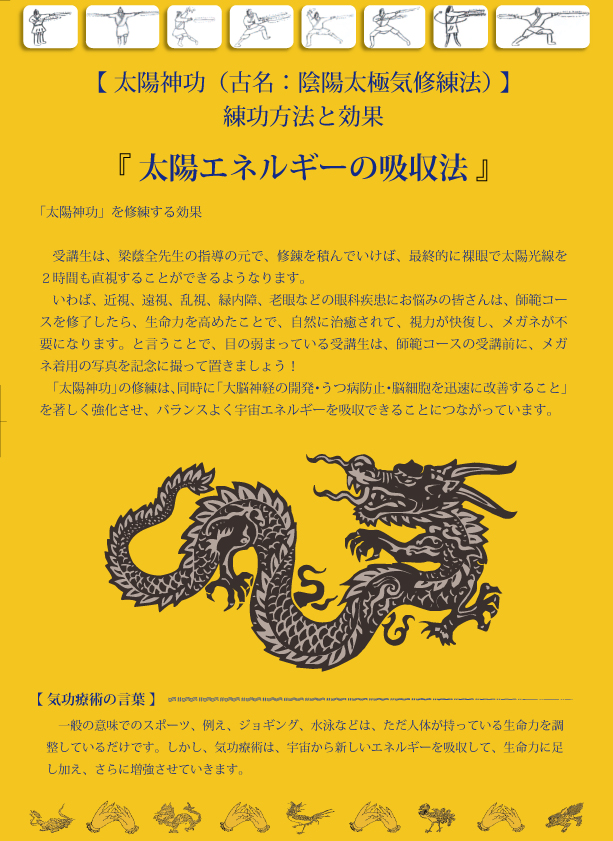 【 太陽神功（古名：陰陽太極気修練法）】
練功方法と効果
『 太陽エネルギーの吸収法 』
「太陽神功」を修練する効果
受講生は、梁蔭全先生の指導の元で、修錬を積んでいけば、最終的に裸眼で太陽光線を
２時間も直視することができるようなります。
いわば、近視、遠視、乱視、緑内障、老眼などの眼科疾患にお悩みの皆さんは、師範コー
スを修了したら、生命力を高めたことで、自然に治癒されて、視力が快復し、メガネが不
要になります。と言うことで、目の弱まっている受講生は、師範コースの受講前に、メガ
ネ着用の写真を記念に撮って置きましょう！
「太陽神功」の修練は、同時に「大脳神経の開発・うつ病防止・脳細胞を迅速に改善すること」
を著しく強化させ、バランスよく宇宙エネルギーを吸収できることにつながっています。
【 気功療術の言葉 】
一般の意味でのスポーツ、例え、ジョギング、水泳などは、ただ人体が持っている生命力を調
整しているだけです。しかし、気功療術は、宇宙から新しいエネルギーを吸収して、生命力に足
し加え、さらに増強させていきます。